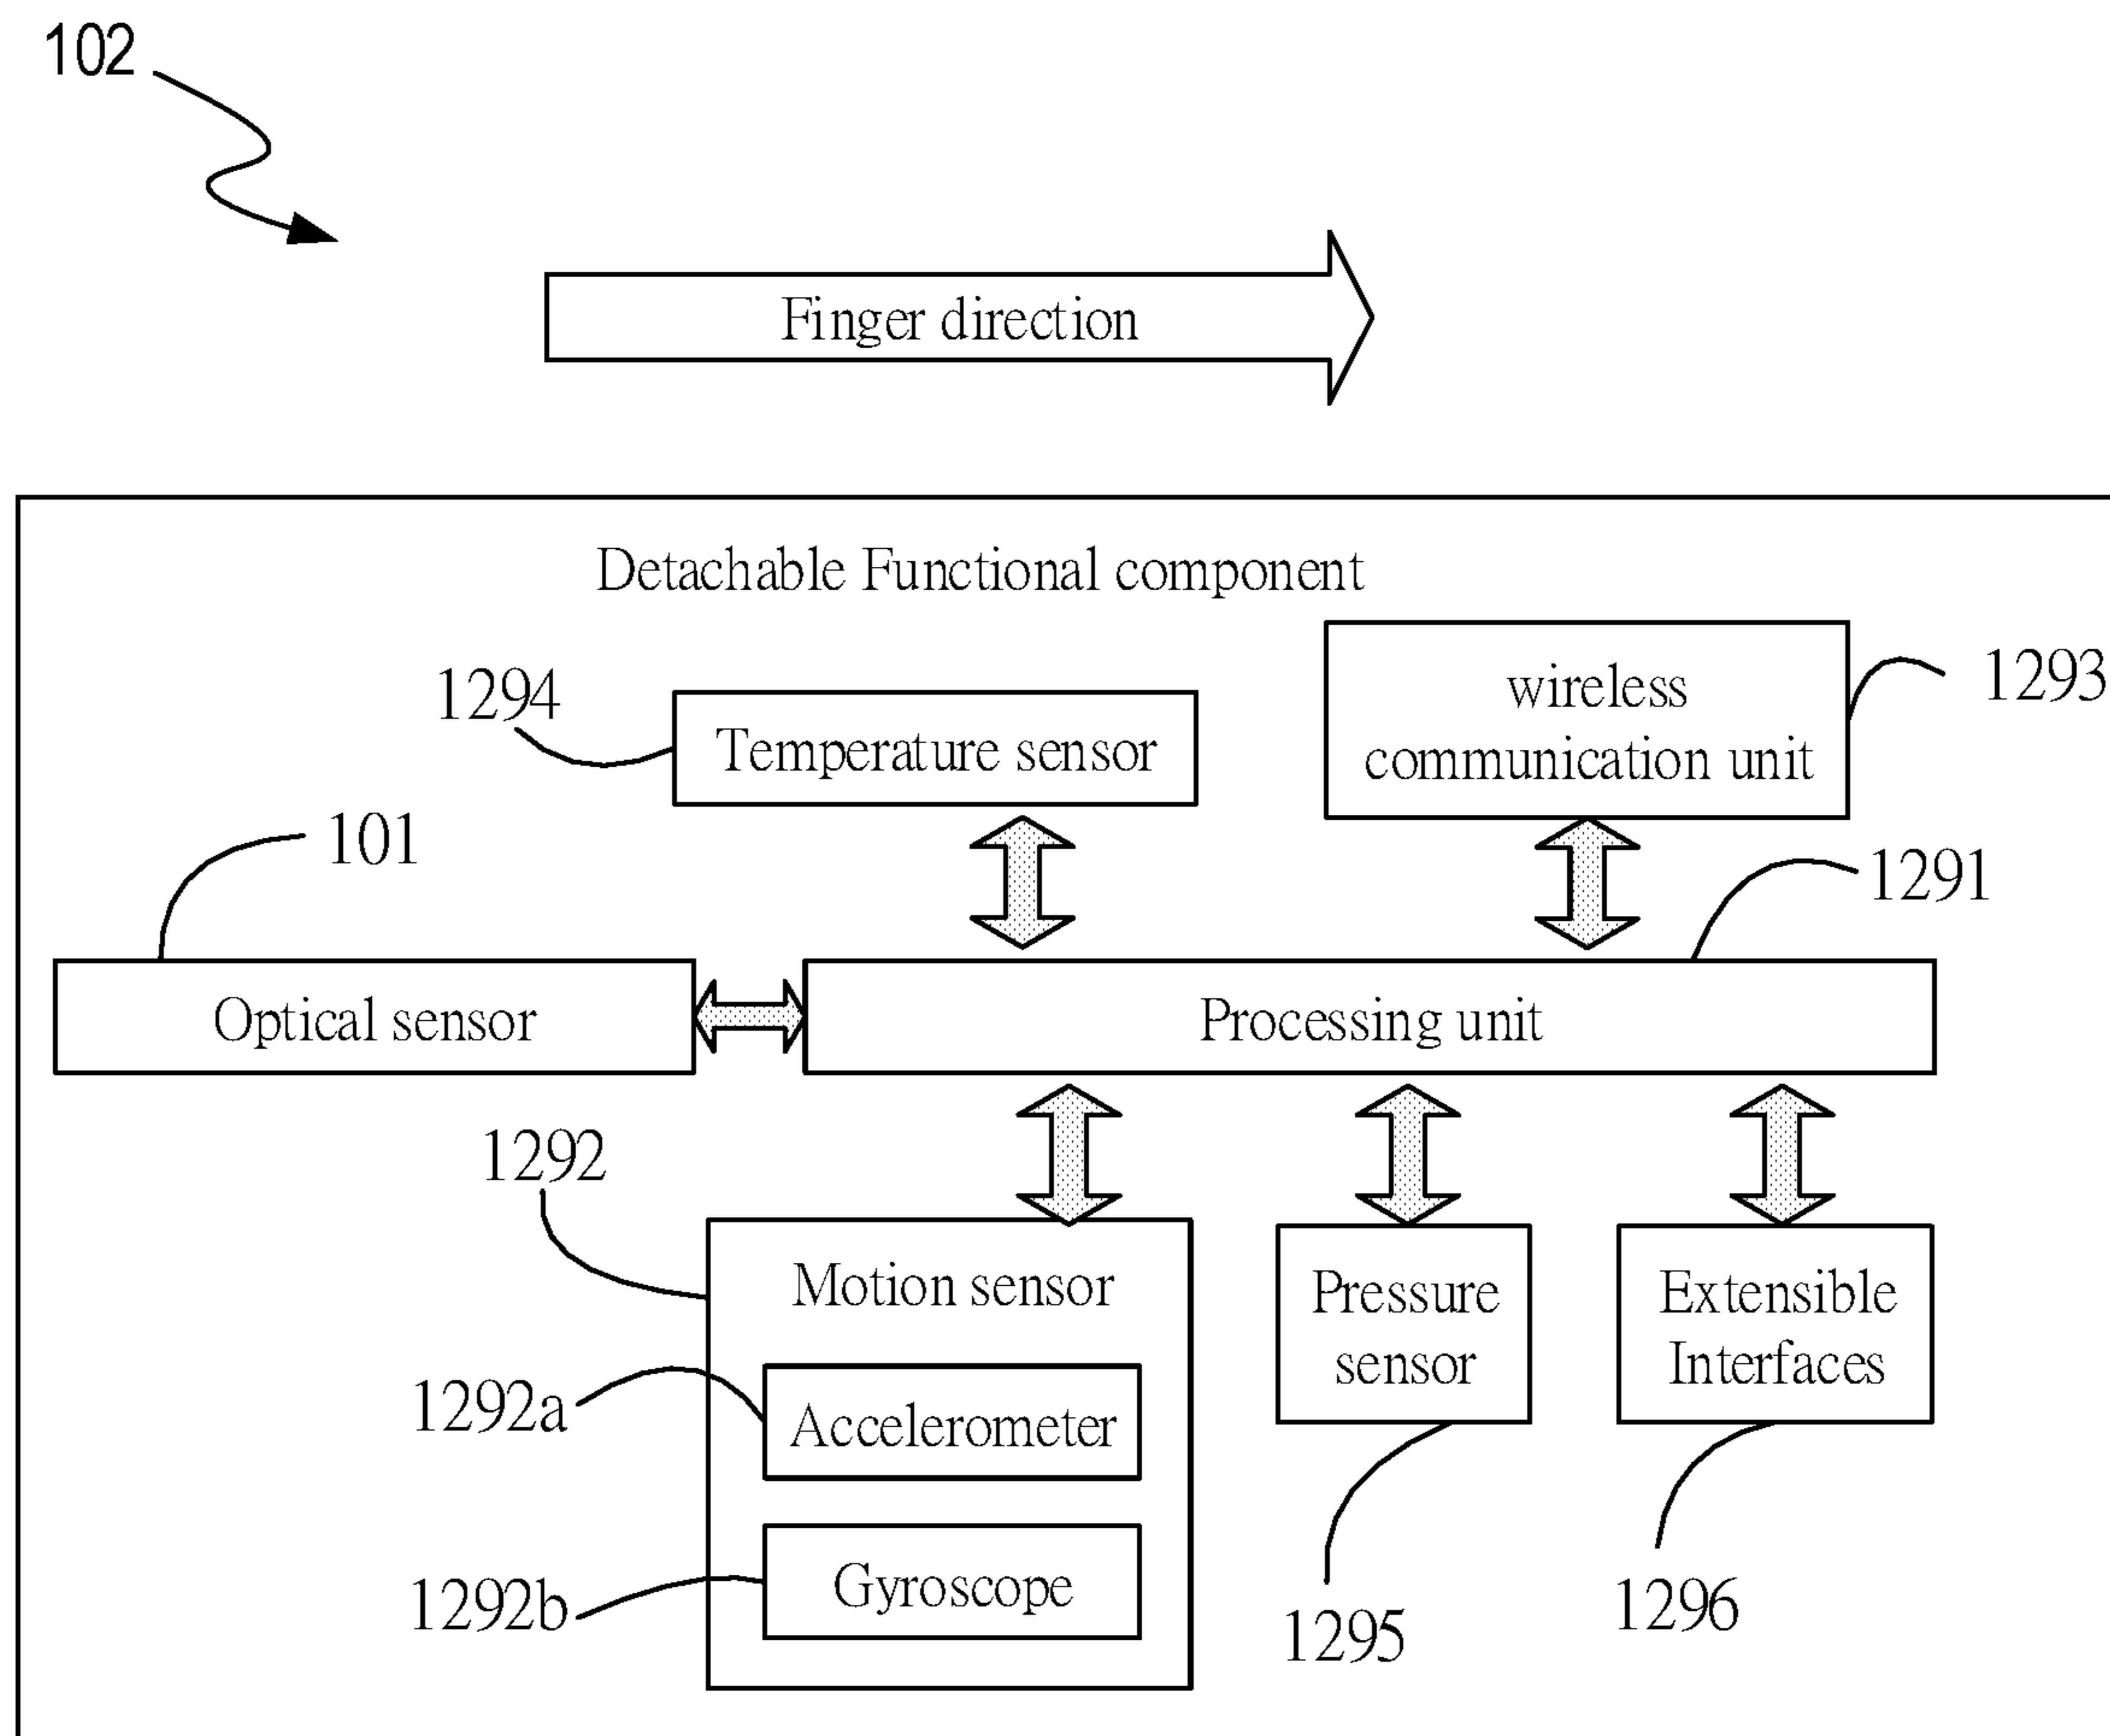 102
Finger direction
Detachable Functional component
1294
Temperature sensor
wireless
communication unit
1293
101
1291
Optical sensor
Processing unit
1292
Motion sensor
Pressure
sensor
Extensible
Interfaces
1292a
Accelerometer
1292b
Gyroscope
1295
1296